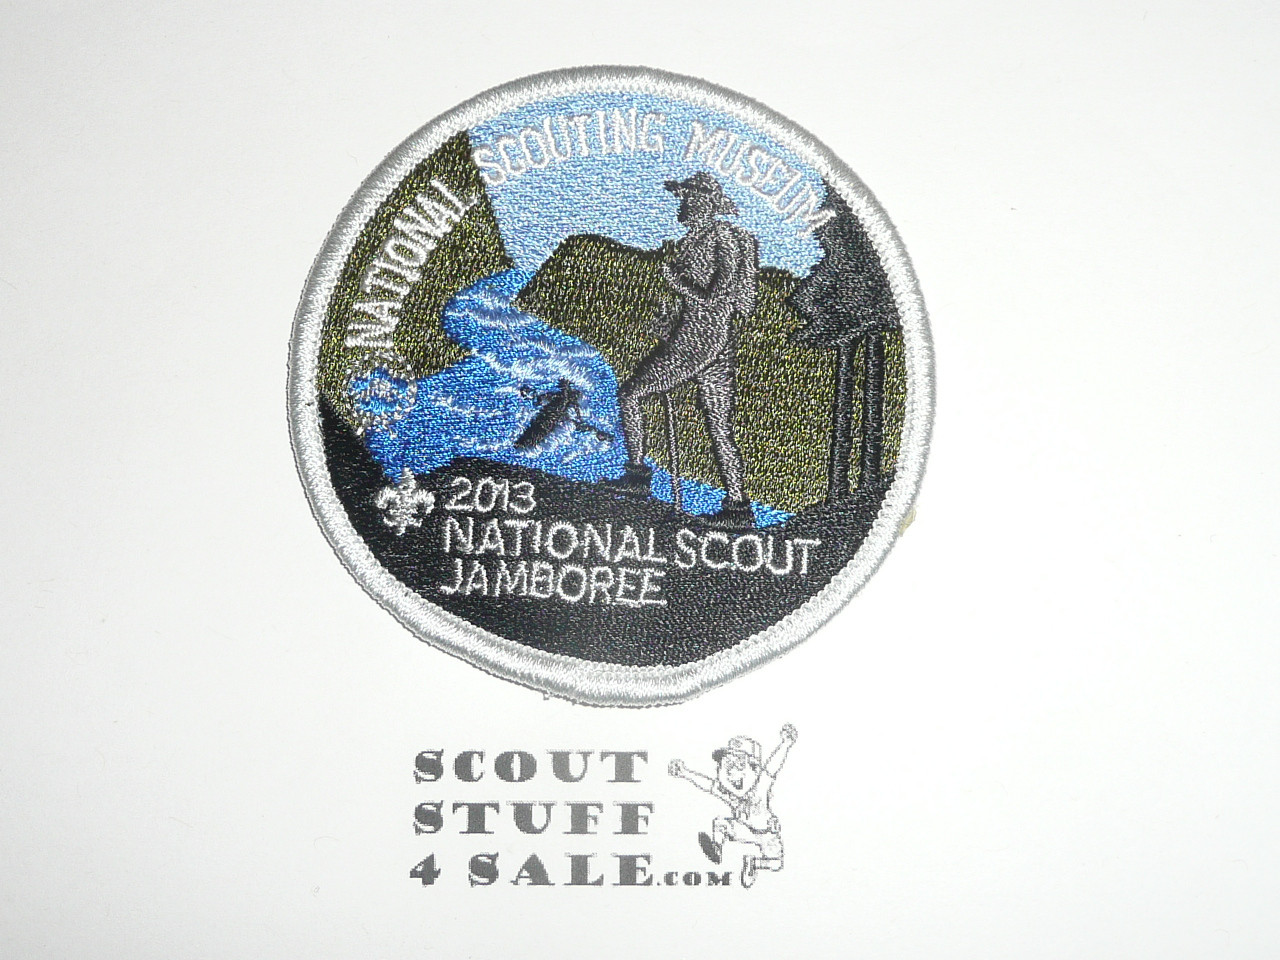 NATIONAL SCOUTING MUSEUM
2013
NATIONAL SCOUT
JAMBOREE
SCOUT
STUFF
4 SALE.COM